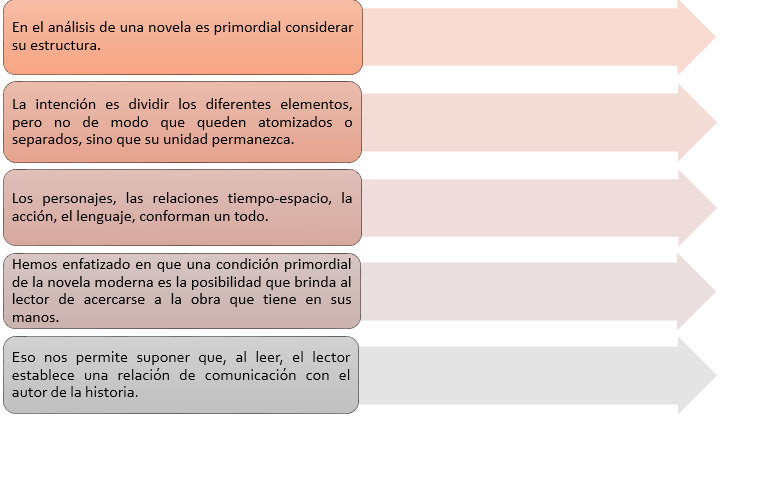 En el análisis de una novela es primordial considerar
su estructura.
La intención es dividir los diferentes elementos,
pero no de modo que queden atomizados o
separados, sino que su unidad permanezca.
Los personajes, las relaciones tiempo-espacio, la
acción, el lenguaje, conforman un todo.
Hemos enfatizado en que una condición primordial
de la novela moderna es la posibilidad que brinda al
lector de acercarse a la obra que tiene en sus
manos.
Eso nos permite suponer que, al leer, el lector
establece una relación de comunicación con el
autor de la historia.